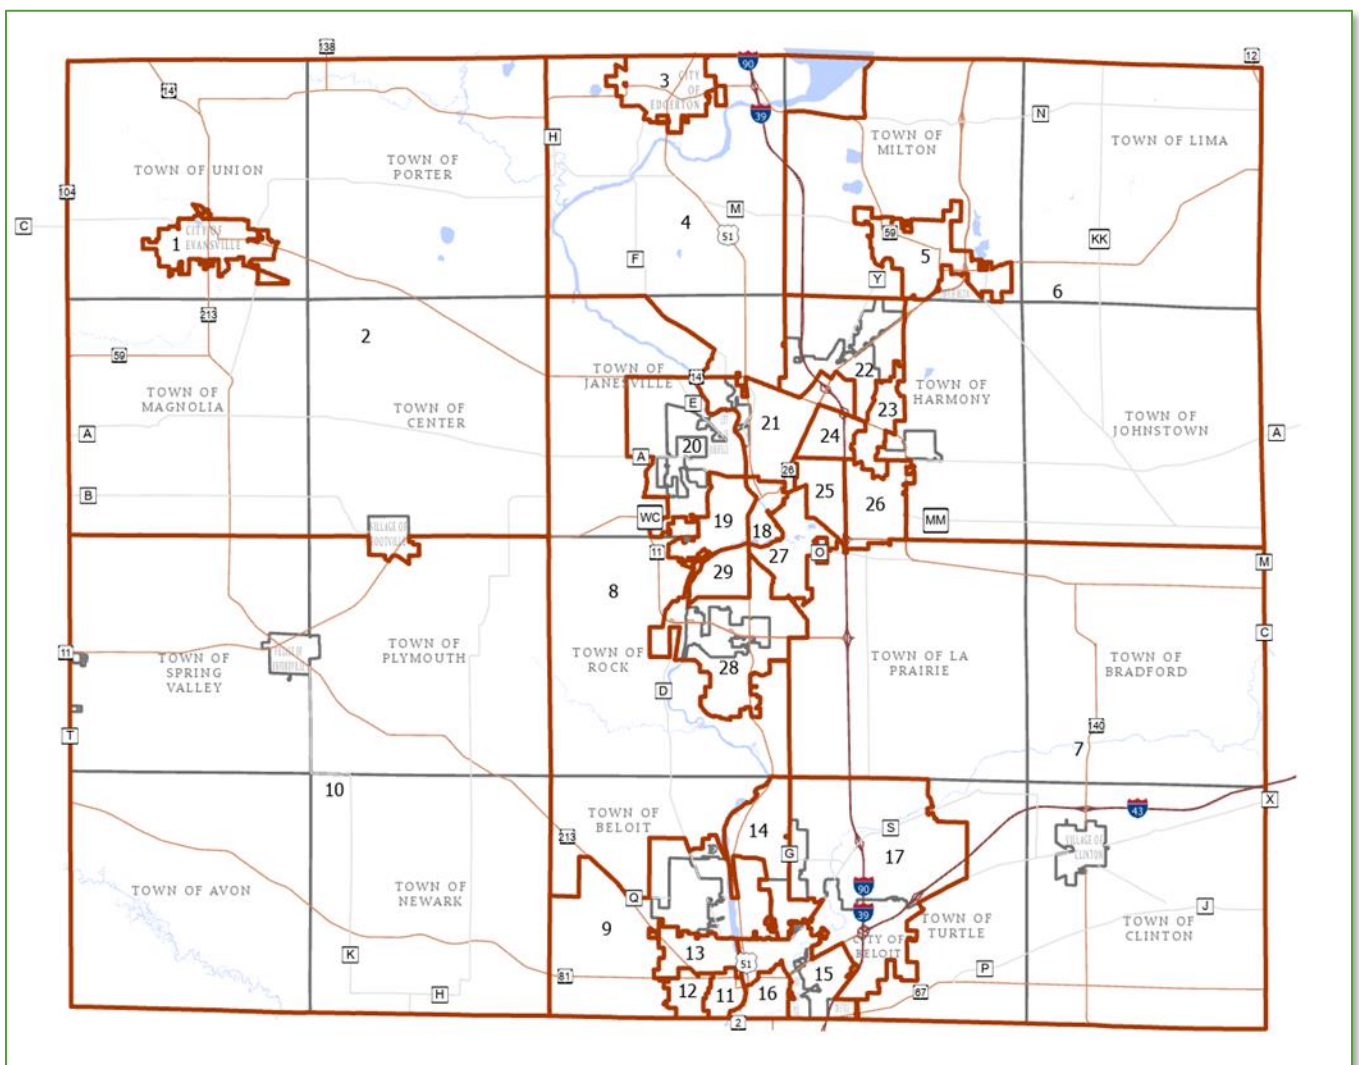 138
90
12
14
3
CITY
OF
EDGERTON
39
N
H
TOWN OF
MILTON
TOWN OF LIMA
TOWN OF UNION
TOWN OF
PORTER
104
C
M
4
51
59
KK
1
CITY OF
EVANSVILLE
F
5
Y
6
213
2
59
TOWN OF
JANESVILLE
14
22
TOWN OF
MAGNOLIA
TOWN OF
CENTER
E
23
TOWN OF
HARMONY
TOWN OF
JOHNSTOWN
21
24
A
A
20
A
26
B
25
26
WC
19
18
MM
VILLAGE OF
FOOTVILLE
11
27
O
M
29
8
C
11
TOWN OF
SPRING
VALLEY
TOWN OF
PLYMOUTH
TOWN OF
ROCK
28
TOWN OF LA
PRAIRIE
TOWN OF
BRADFORD
D
T
140
7
10
X
43
TOWN OF
BELOIT
213
14
S
G
17
VILLAGE OF
CLINTON
TOWN OF AVON
TOWN OF
NEWARK
Q
90
39
J
9
TOWN OF
TURTLE
TOWN OF
CLINTON
CITY OF
BELOIT
K
13
51
P
81
15
H
12
11
16
67
2